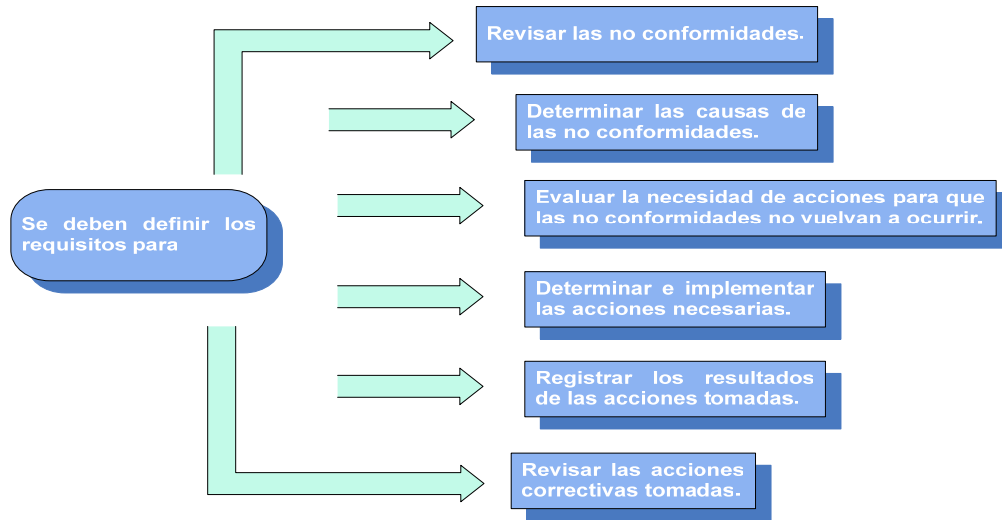 Revisar las no conformidades.
Determinar las causas de
las no conformidades.
Se deben definir los
requisitos para
Evaluar la necesidad de acciones para que
las no conformidades no vuelvan a ocurrir.
Determinar e implementar
las acciones necesarias.
Registrar los resultados
de las acciones tomadas.
Revisar las acciones
correctivas tomadas.